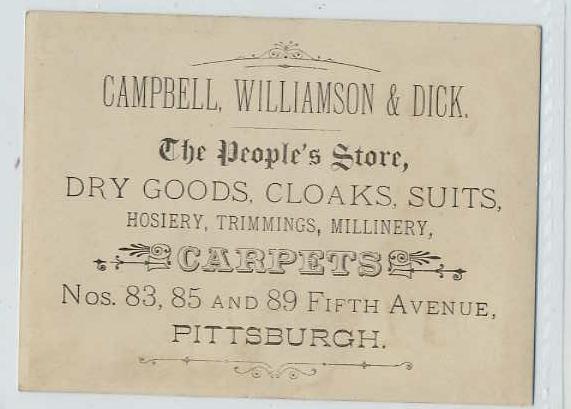 CAMPBELL, WILLIAMSON & DICK.
The People's Store,
DRY GOODS, CLOAKS, SUITS,
HOSIERY, TRIMMINGS, MILLINERY,
CARPETS
Nos. 83, 85 AND 89 FIFTH AVENUE,
PITTSBURGH.